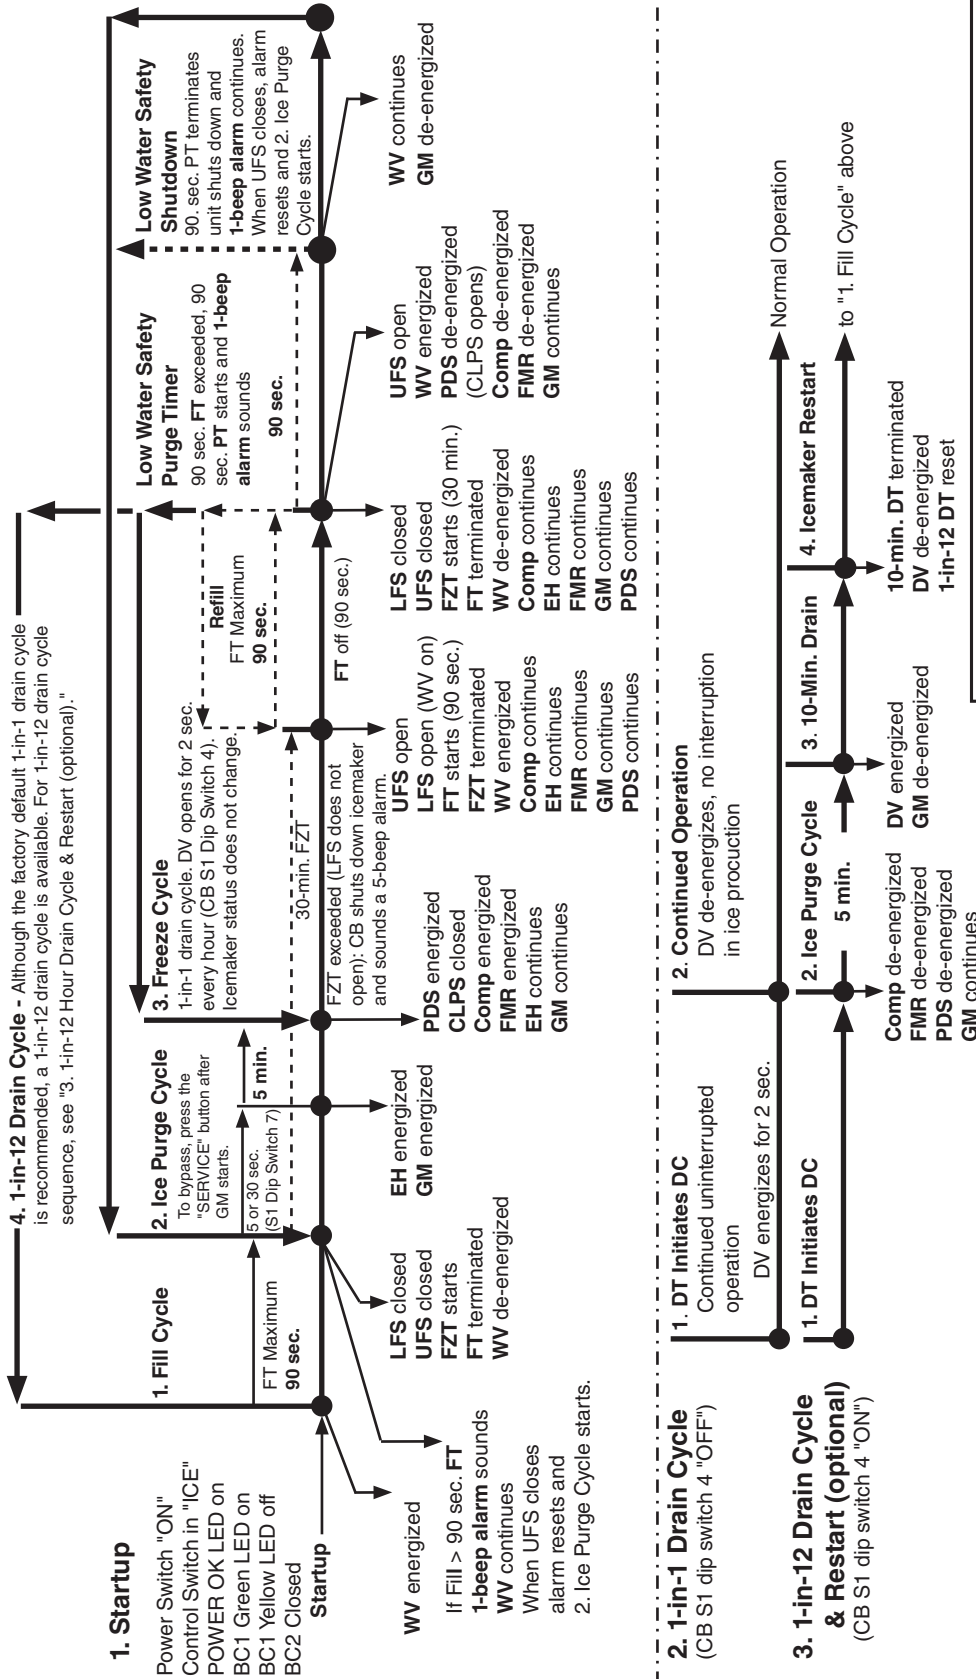 1. Startup
Power Switch "ON"
Control Switch in "ICE"
POWER OK LED on
BC1 Green LED on
BC1 Yellow LED off
BC2 Closed
Startup
4. 1-in-12 Drain Cycle - Although the factory default 1-in-1 drain cycle
is recommended, a 1-in-12 drain cycle is available. For 1-in-12 drain cycle
sequence, see "3. 1-in-12 Hour Drain Cycle & Restart (optional)."
1. Fill Cycle
FT Maximum
90 sec.
WV energized
If Fill > 90 sec. FT
1-beep alarm sounds
WV continues
When UFS closes
alarm resets and
2. Ice Purge Cycle starts.
2. Ice Purge Cycle
To bypass, press the
"SERVICE" button after
GM starts.
5 or 30 sec.
(S1 Dip Switch 7)
5 min.
LFS closed
UFS closed
FZT starts
FT terminated
WV de-energized
EH energized
GM energized
3. Freeze Cycle
1-in-1 drain cycle. DV opens for 2 sec.
every hour (CB S1 Dip Switch 4).
Icemaker status does not change.
30-min. FZT
FZT exceeded (LFS does not
open): CB shuts down icemaker
and sounds a 5-beep alarm.
PDS energized
CLPS closed
Comp energized
FMR energized
EH continues
GM continues
Refill
FT Maximum
90 sec.
FT off (90 sec.)
UFS open
LFS open (WV on)
FT starts (90 sec.)
FZT terminated
WV energized
Comp continues
EH continues
FMR continues
GM continues
PDS continues
LFS closed
UFS closed
FZT starts (30 min.)
FT terminated
WV de-energized
Comp continues
EH continues
FMR continues
GM continues
PDS continues
Low Water Safety
Purge Timer
90 sec. FT exceeded, 90
sec. PT starts and 1-beep
alarm sounds
90 sec.
UFS open
WV energized
PDS de-energized
(CLPS opens)
Comp de-energized
FMR de-energized
GM continues
Low Water Safety
Shutdown
90. sec. PT terminates
unit shuts down and
1-beep alarm continues.
When UFS closes, alarm
resets and 2. Ice Purge
Cycle starts.
WV continues
GM de-energized
2. 1-in-1 Drain Cycle
(CB S1 dip switch 4 "OFF")
1. DT Initiates DC
Continued uninterrupted
operation
DV energizes for 2 sec.
2. Continued Operation
DV de-energizes, no interruption
in ice procuction
Normal Operation
3. 1-in-12 Drain Cycle
& Restart (optional)
(CB S1 dip switch 4 "ON")
1. DT Initiates DC
2. Ice Purge Cycle
5 min.
Comp de-energized
FMR de-energized
PDS de-energized
GM continues
3. 10-Min. Drain
DV energized
GM de-energized
4. Icemaker Restart
10-min. DT terminated
DV de-energized
1-in-12 DT reset
to "1. Fill Cycle" above